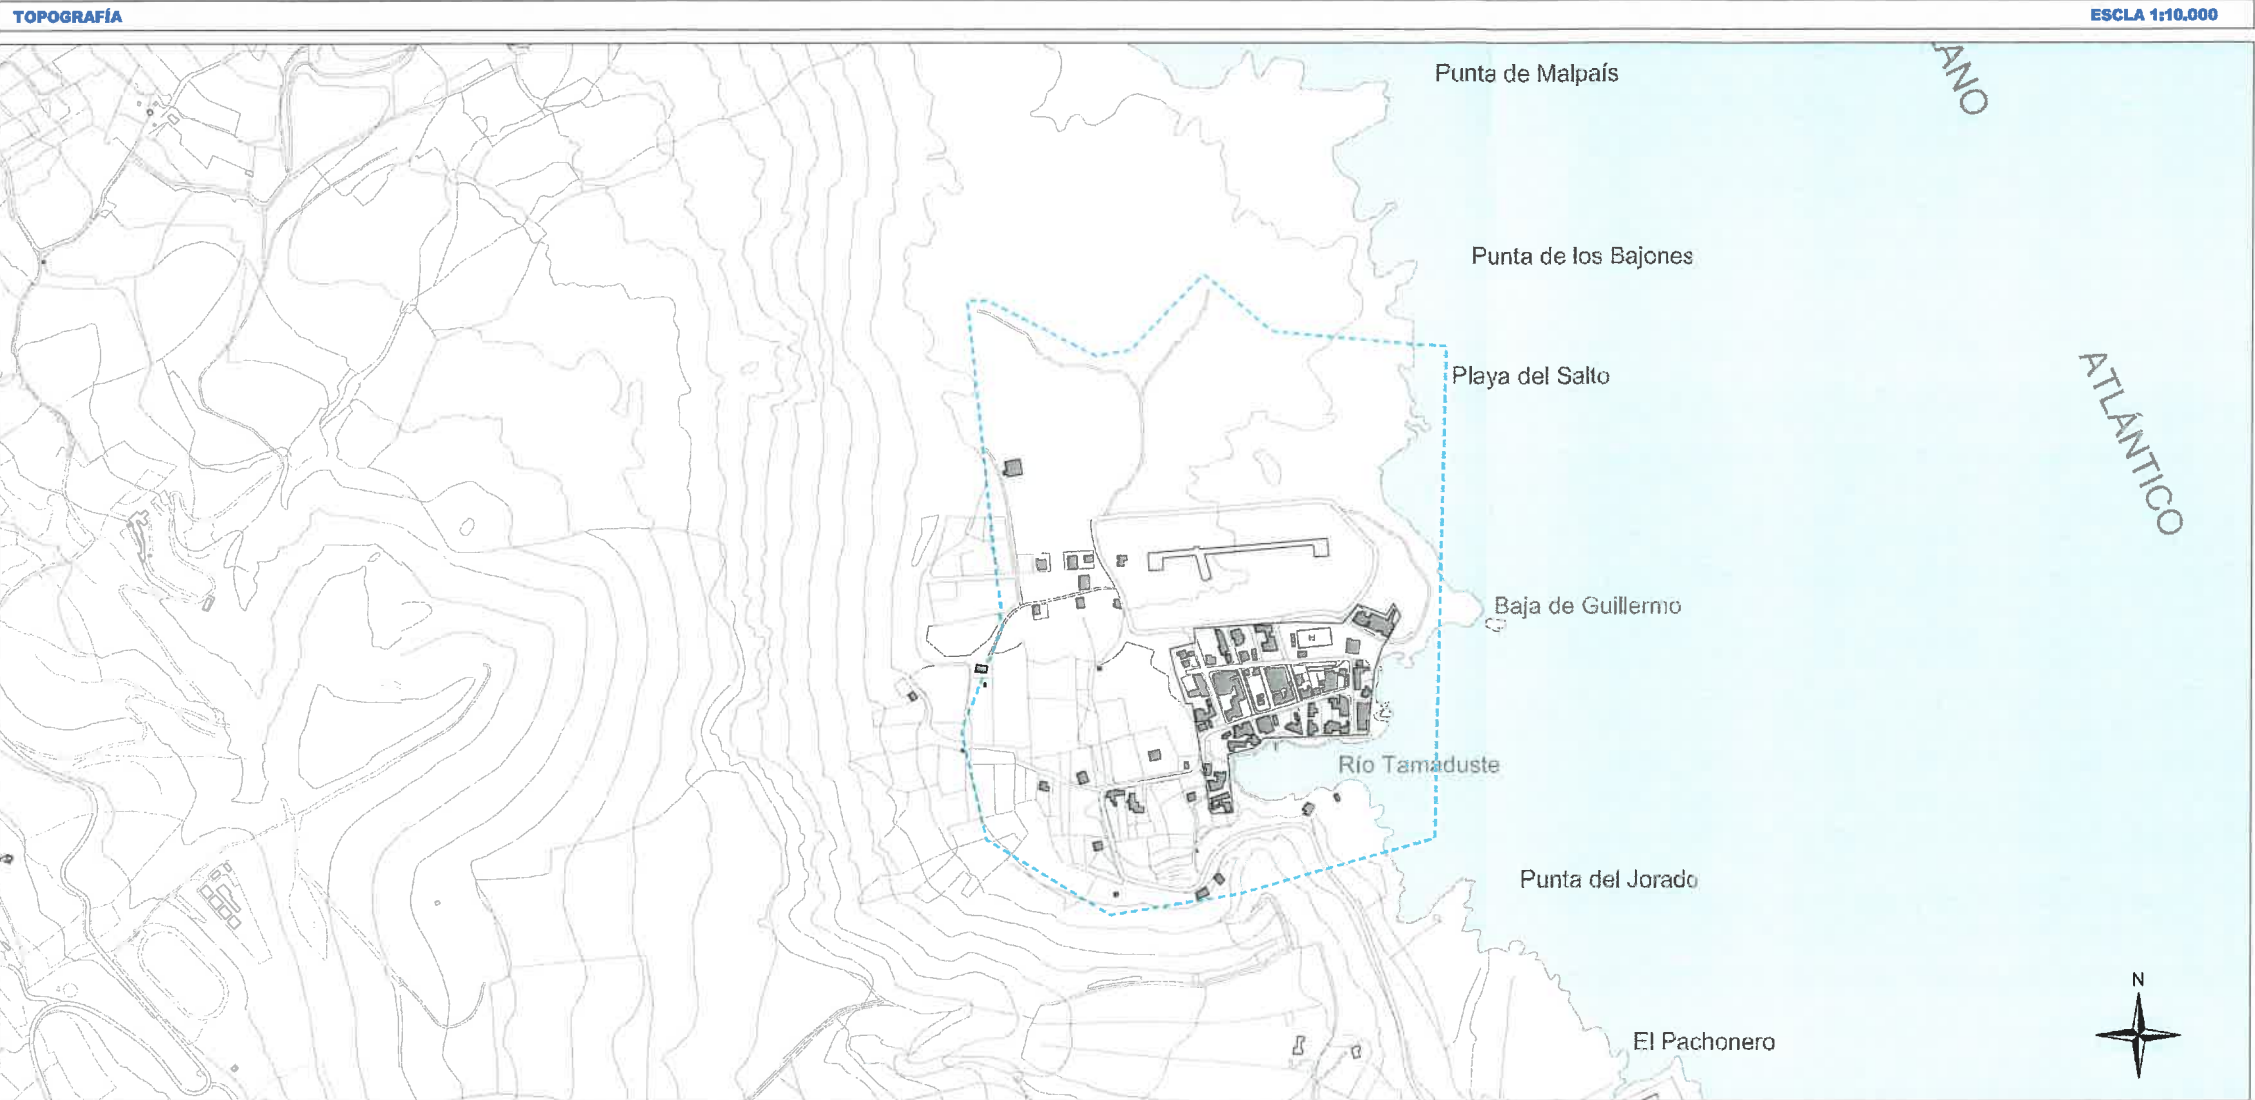 TOPOGRAFÍA
ESCLA 1:10.000
ANO
Punta de Malpaís
Punta de los Bajones
Playa del Salto
ATLÁNTICO
Baja de Guillermo
Río Tamaduste
Punta del Jorado
N
El Pachonero